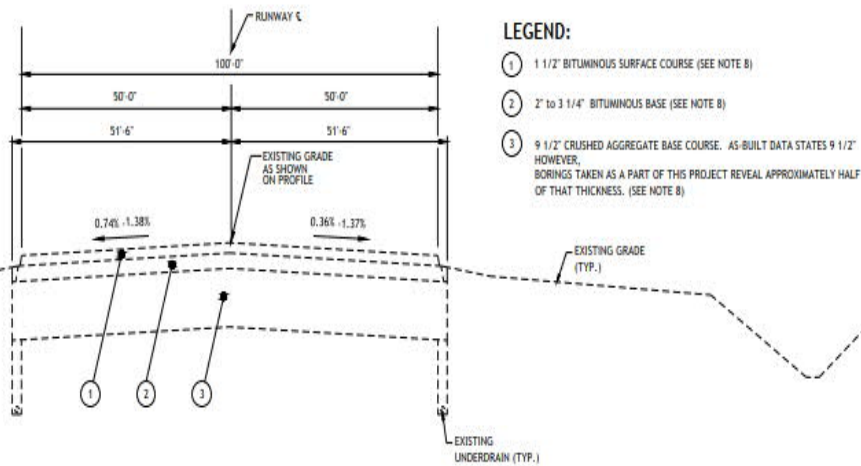 RUNWAY ℄
100'-0"
50'-0"
50'-0"
51'-6"
51'-6"
EXISTING GRADE
AS SHOWN
ON PROFILE
0.74% -1.38%
0.36% -1.37%
EXISTING GRADE
(TYP.)
1
2
3
EXISTING
UNDERDRAIN (TYP.)
LEGEND:
1 1 1/2" BITUMINOUS SURFACE COURSE (SEE NOTE 8)
2 2" to 3 1/4" BITUMINOUS BASE (SEE NOTE 8)
3 9 1/2" CRUSHED AGGREGATE BASE COURSE. AS-BUILT DATA STATES 9 1/2"
HOWEVER,
BORINGS TAKEN AS A PART OF THIS PROJECT REVEAL APPROXIMATELY HALF
OF THAT THICKNESS. (SEE NOTE 8)